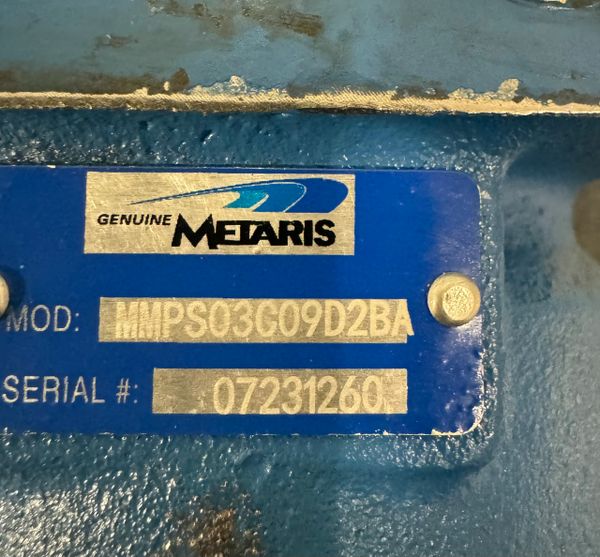 GENUINE METARIS
MOD: MMPS03C09D2BA
SERIAL #: 07231260